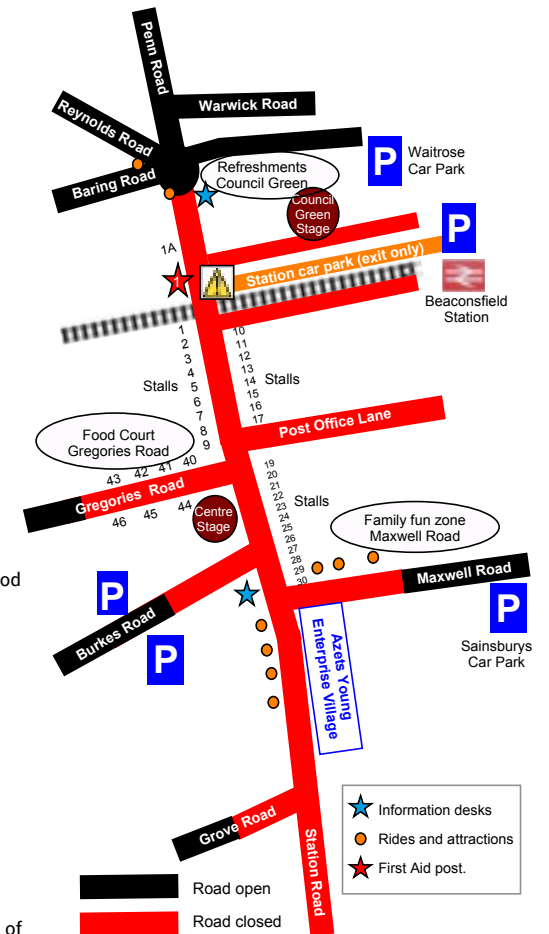 Penn Road
Warwick Road
Reynolds Road
Baring Road
P
Waitrose
Car Park
Refreshments
Council Green
Council
Green
Stage
P
1A
1
Station car park (exit only)
Beaconsfield
Station
1
2
3
4
5
6
7
8
9
Stalls
10
11
12
13
14
15
16
17
Stalls
Post Office Lane
Food Court
Gregories Road
43 42 41 40
Gregories Road
46 45 44
Centre
Stage
19
20
21
22
23
24
25
26
27
28
29
30
Stalls
Family fun zone
Maxwell Road
Maxwell Road
ood
P
Burkes Road
P
P
Sainsburys
Car Park
Azets Young
Enterprise Village
Grove Road
Station Road
Information desks
Rides and attractions
First Aid post.
Road open
Road closed
of